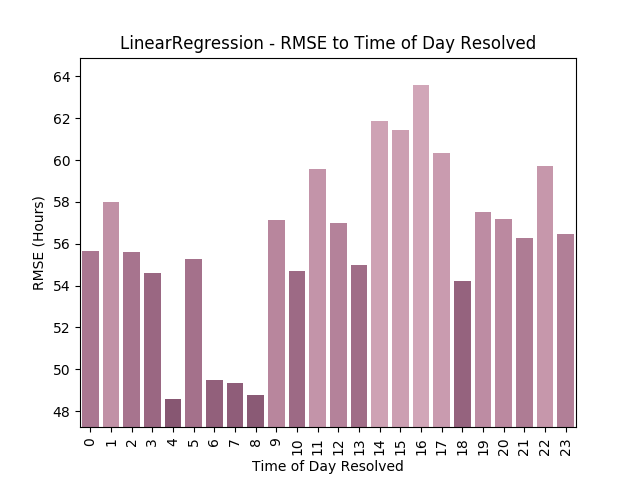 LinearRegression - RMSE to Time of Day Resolved
64
62
60
58
56
54
52
50
48
RMSE (Hours)
0 1 2 3 4 5 6 7 8 9 10 11 12 13 14 15 16 17 18 19 20 21 22 23
Time of Day Resolved